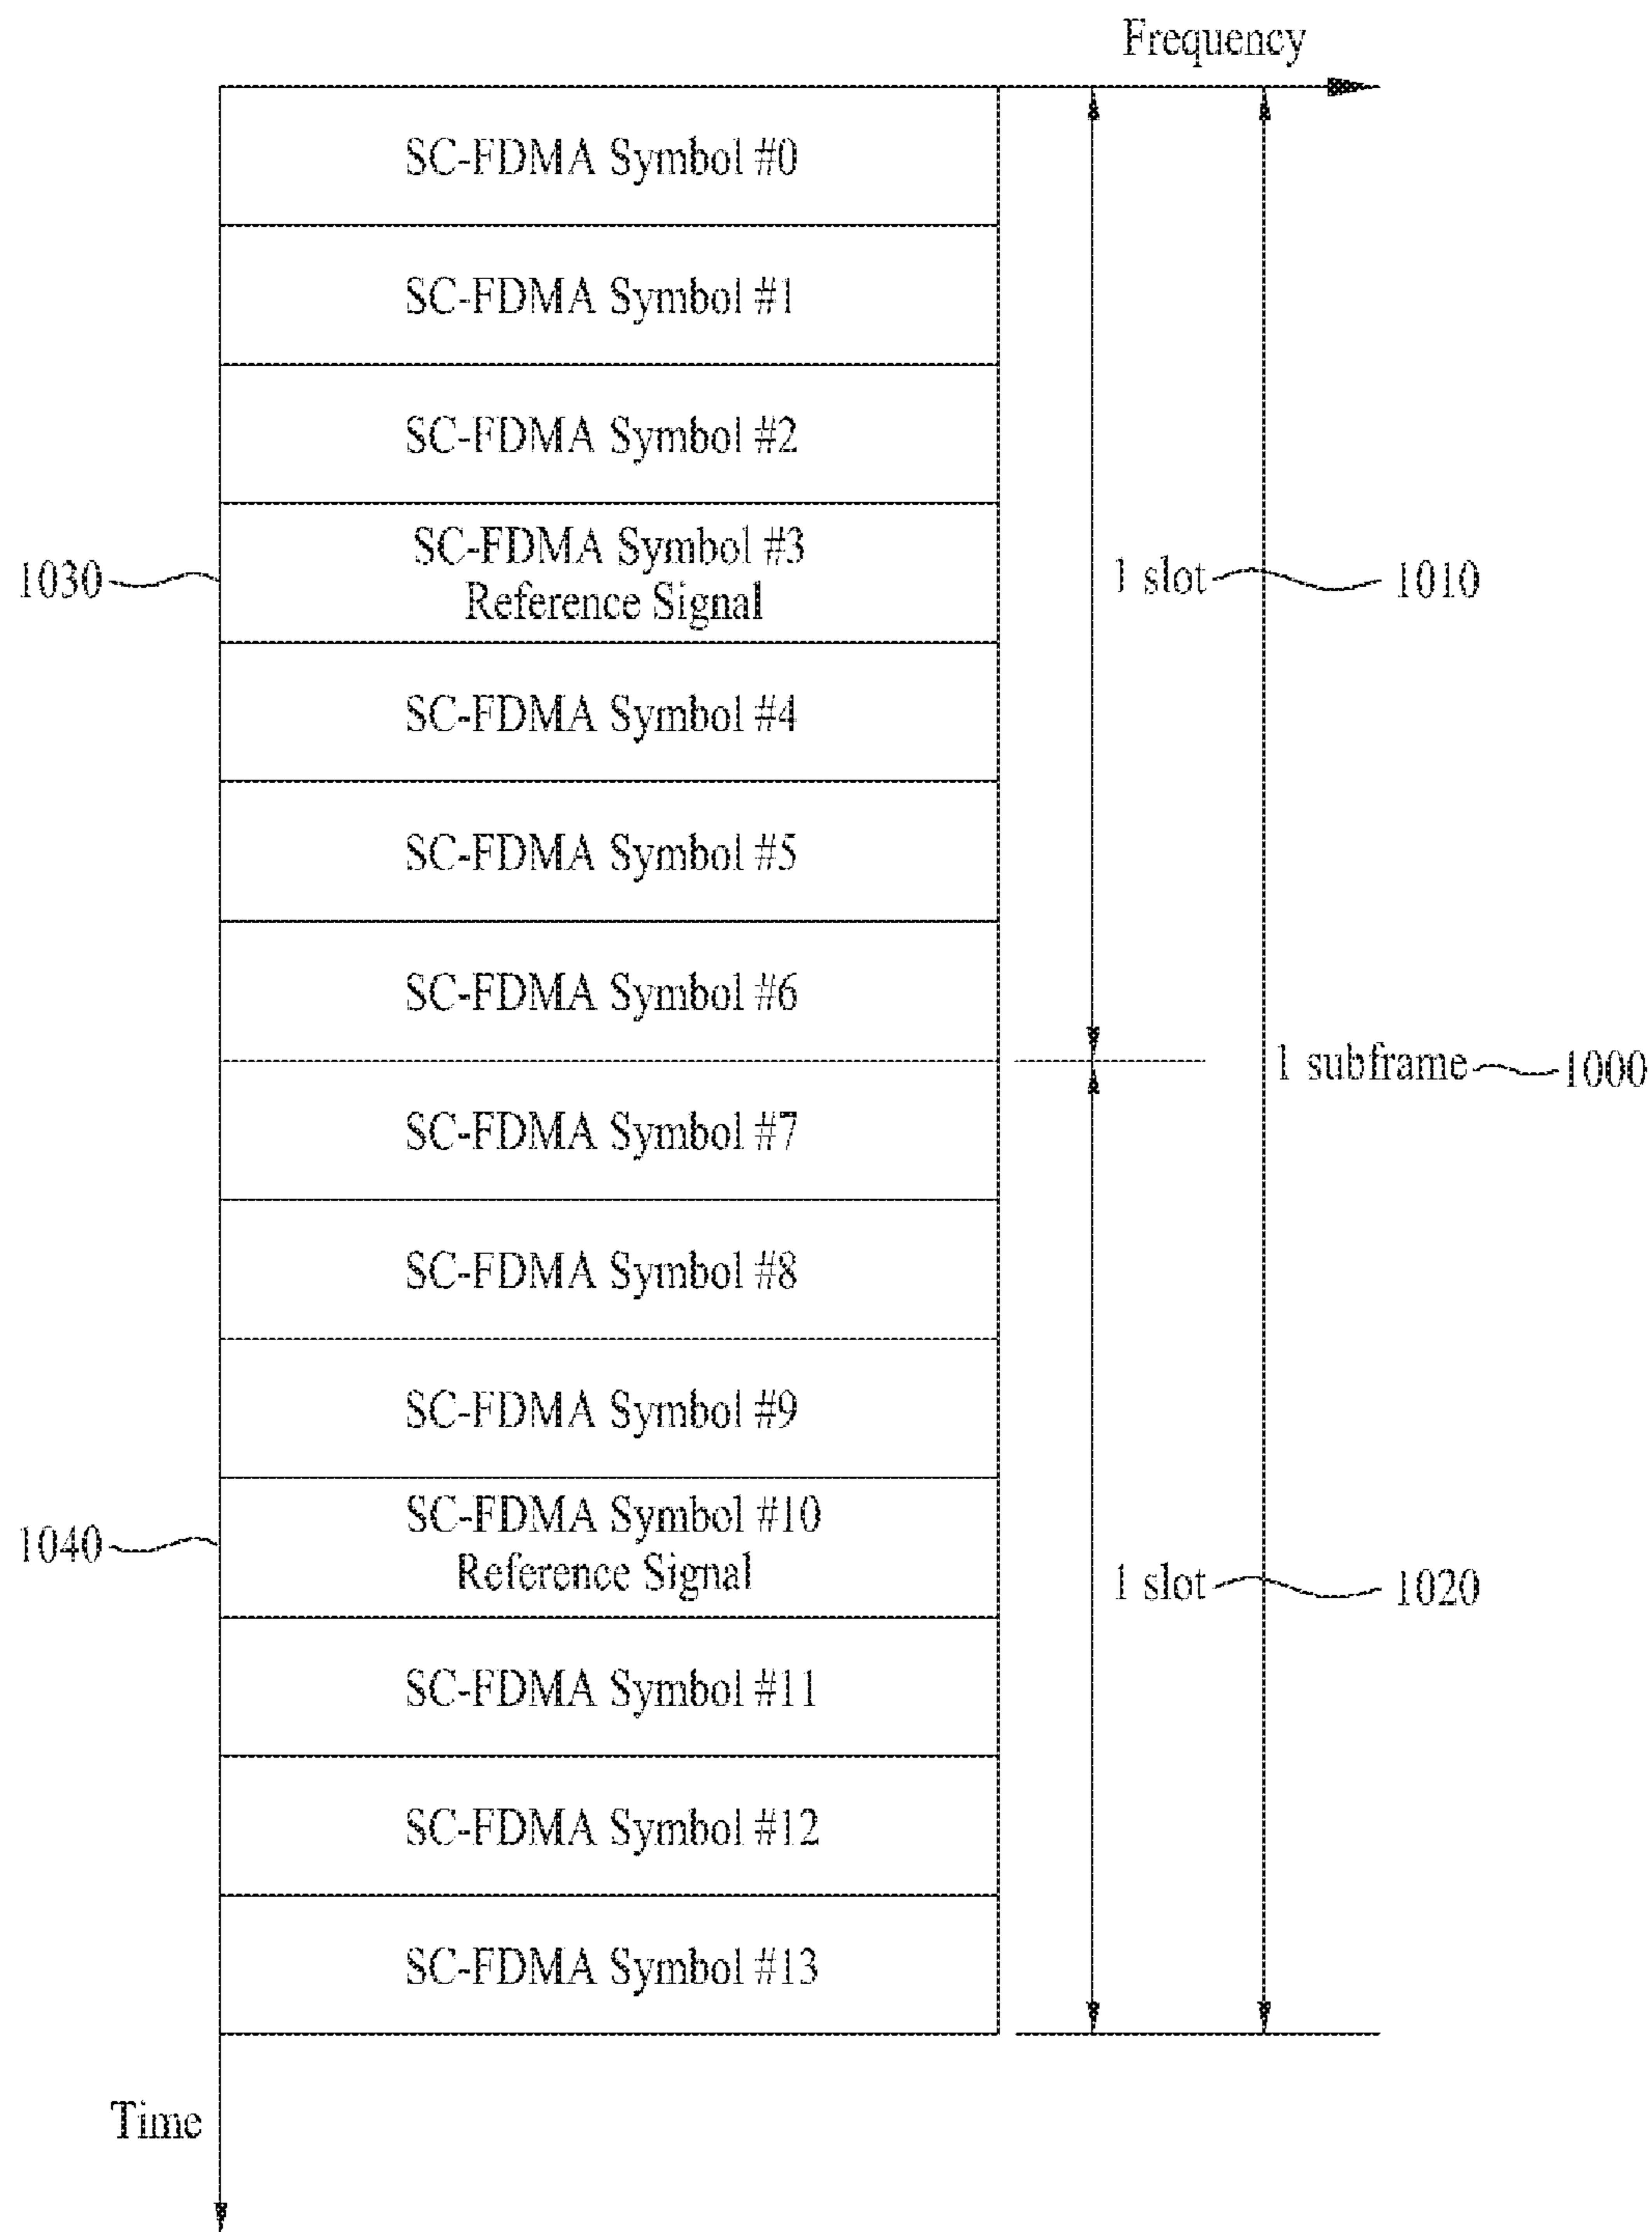 Frequency
SC-FDMA Symbol #0
SC-FDMA Symbol #1
SC-FDMA Symbol #2
SC-FDMA Symbol #3
Reference Signal
1030
1 slot
1010
SC-FDMA Symbol #4
SC-FDMA Symbol #5
SC-FDMA Symbol #6
1 subframe
1000
SC-FDMA Symbol #7
SC-FDMA Symbol #8
SC-FDMA Symbol #9
SC-FDMA Symbol #10
Reference Signal
1040
1 slot
1020
SC-FDMA Symbol #11
SC-FDMA Symbol #12
SC-FDMA Symbol #13
Time